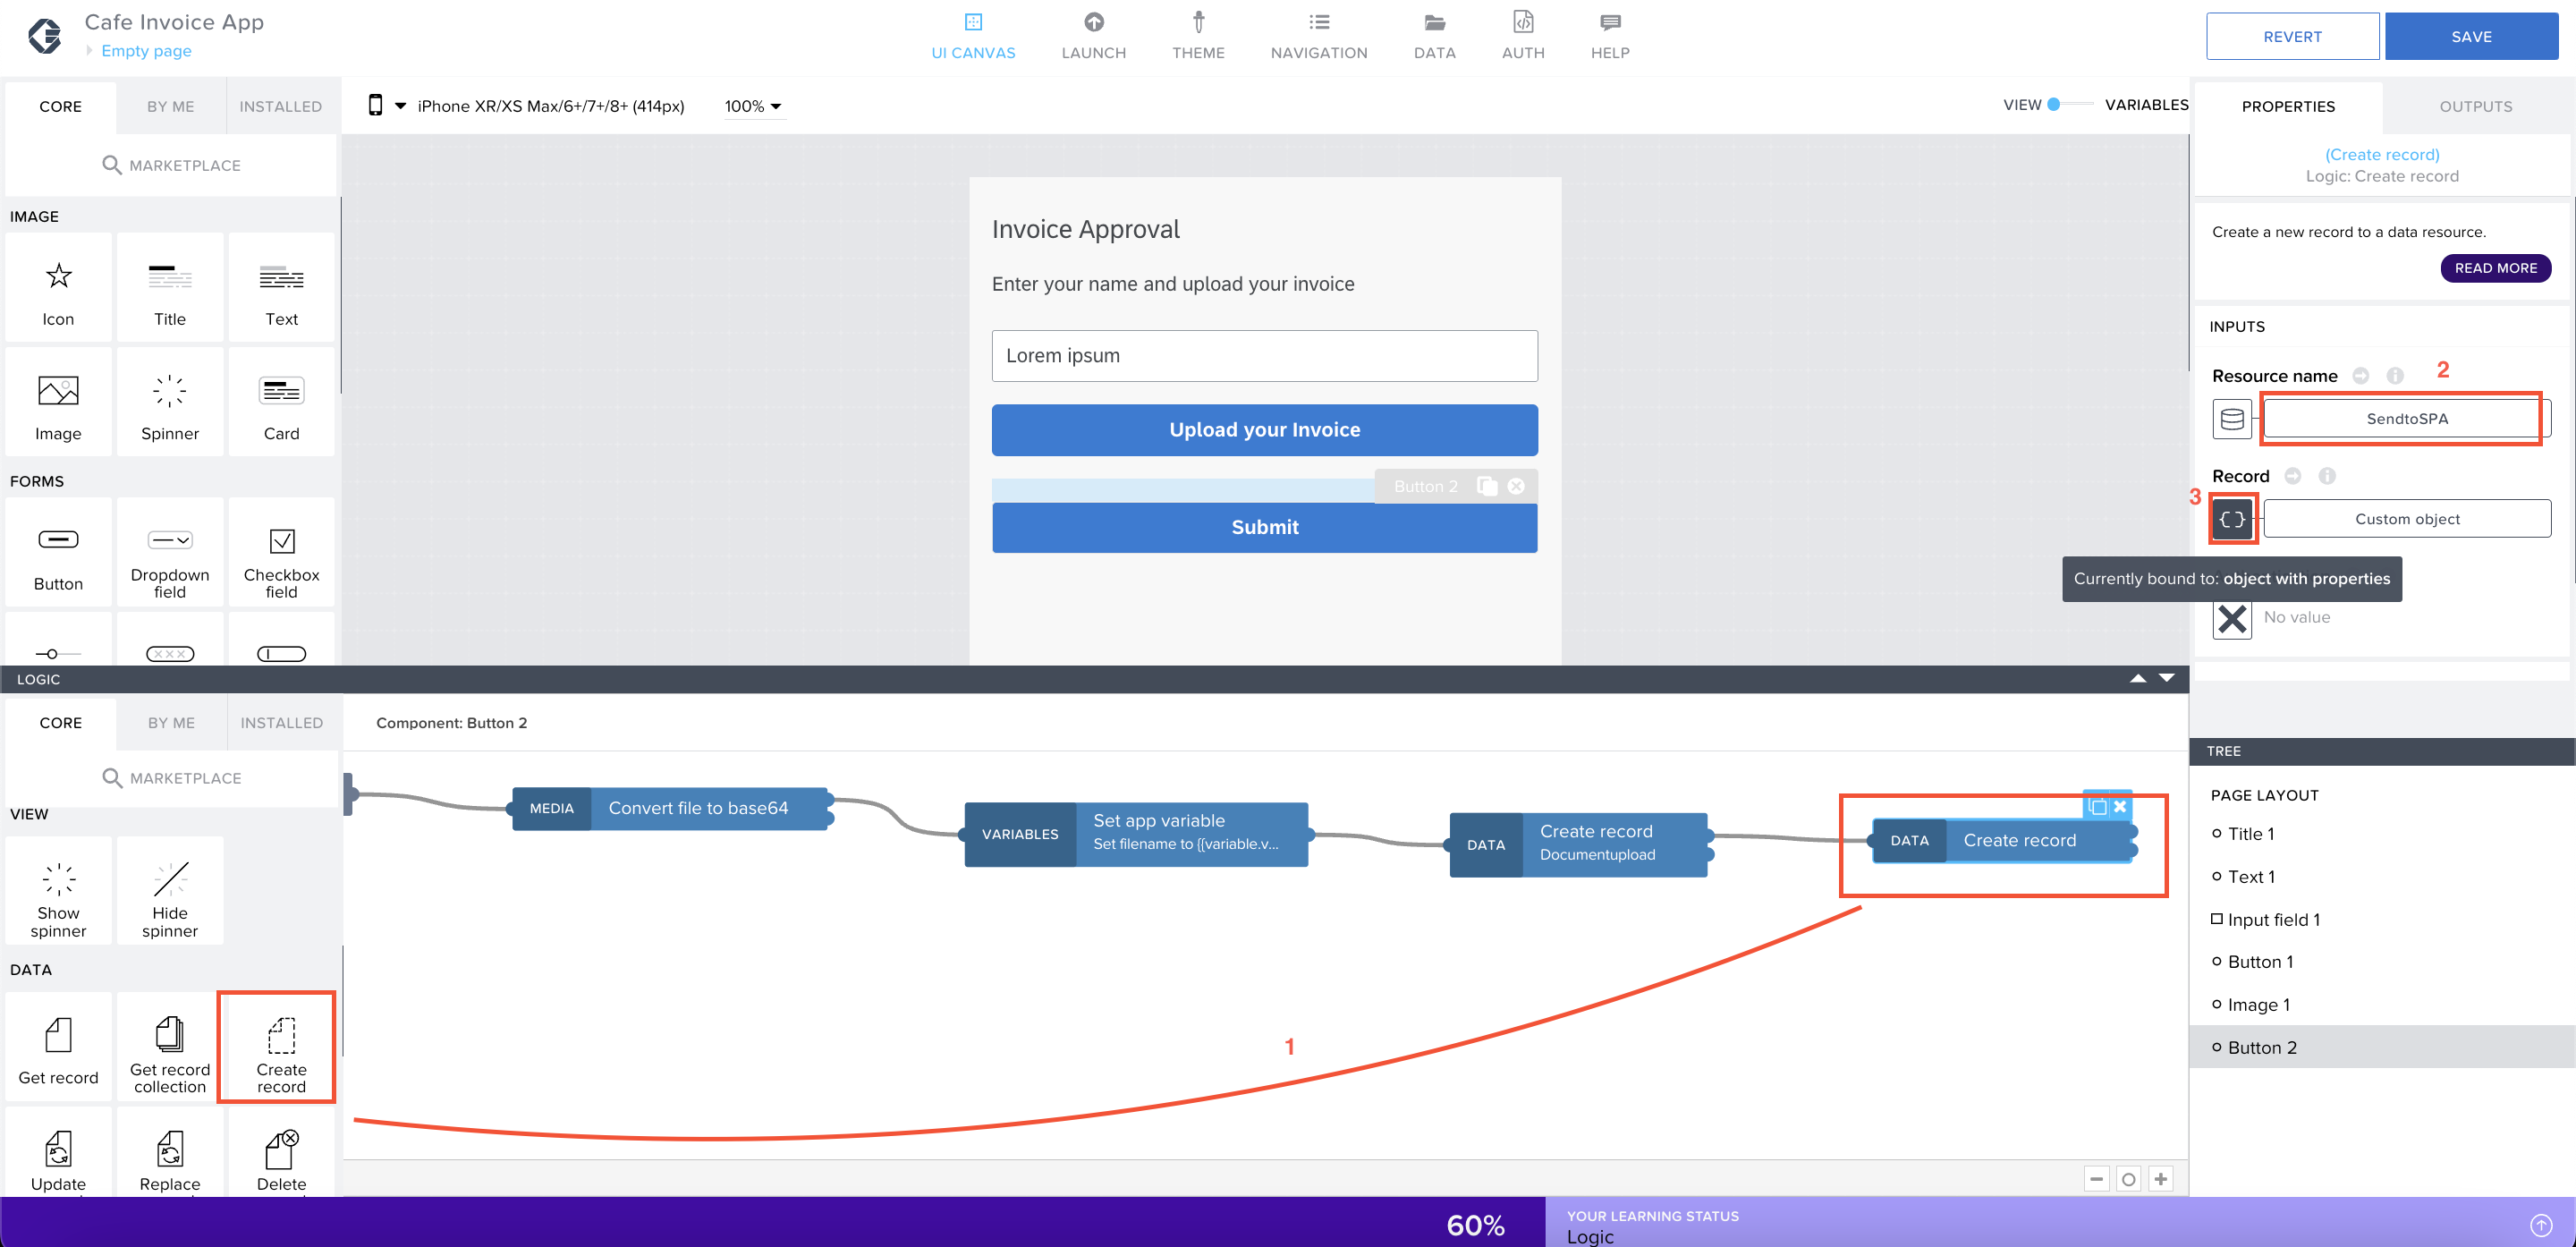 Cafe Invoice App
Empty page
UI CANVAS
LAUNCH
THEME
NAVIGATION
DATA
AUTH
HELP
REVERT
SAVE
CORE
BY ME
INSTALLED
MARKETPLACE
IMAGE
Icon
Title
Text
Image
Spinner
Card
FORMS
Button
Dropdown
field
Checkbox
field
iPhone XR/XS Max/6+/7+/8+ (414px)
100%
VIEW
VARIABLES
Invoice Approval
Enter your name and upload your invoice
Lorem ipsum
Upload your Invoice
Button 2
Submit
PROPERTIES
OUTPUTS
(Create record)
Logic: Create record
Create a new record to a data resource.
READ MORE
INPUTS
Resource name
2
SendtoSPA
Record
3
Custom object
Currently bound to: object with properties
No value
LOGIC
CORE
BY ME
INSTALLED
MARKETPLACE
VIEW
Show
spinner
Hide
spinner
DATA
Get record
Get record
collection
Create
record
Update
Replace
Delete
Component: Button 2
MEDIA
Convert file to base64
VARIABLES
Set app variable
Set filename to {{variable.v...
DATA
Create record
Documentupload
DATA
Create record
1
TREE
PAGE LAYOUT
Title 1
Text 1
Input field 1
Button 1
Image 1
Button 2
60%
YOUR LEARNING STATUS
Logic